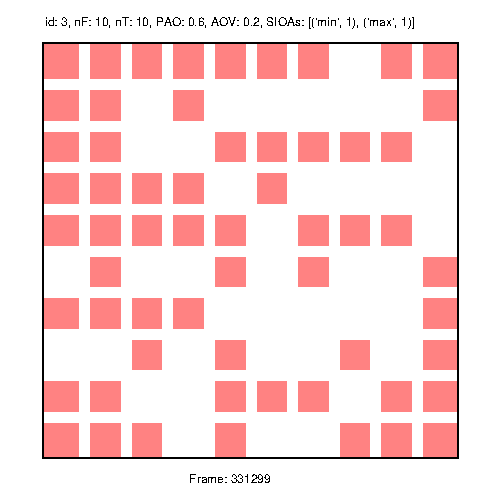 id: 3, nF: 10, nT: 10, PAO: 0.6, AOV: 0.2, SIOAs: [('min', 1), ('max', 1)]
Frame: 331299